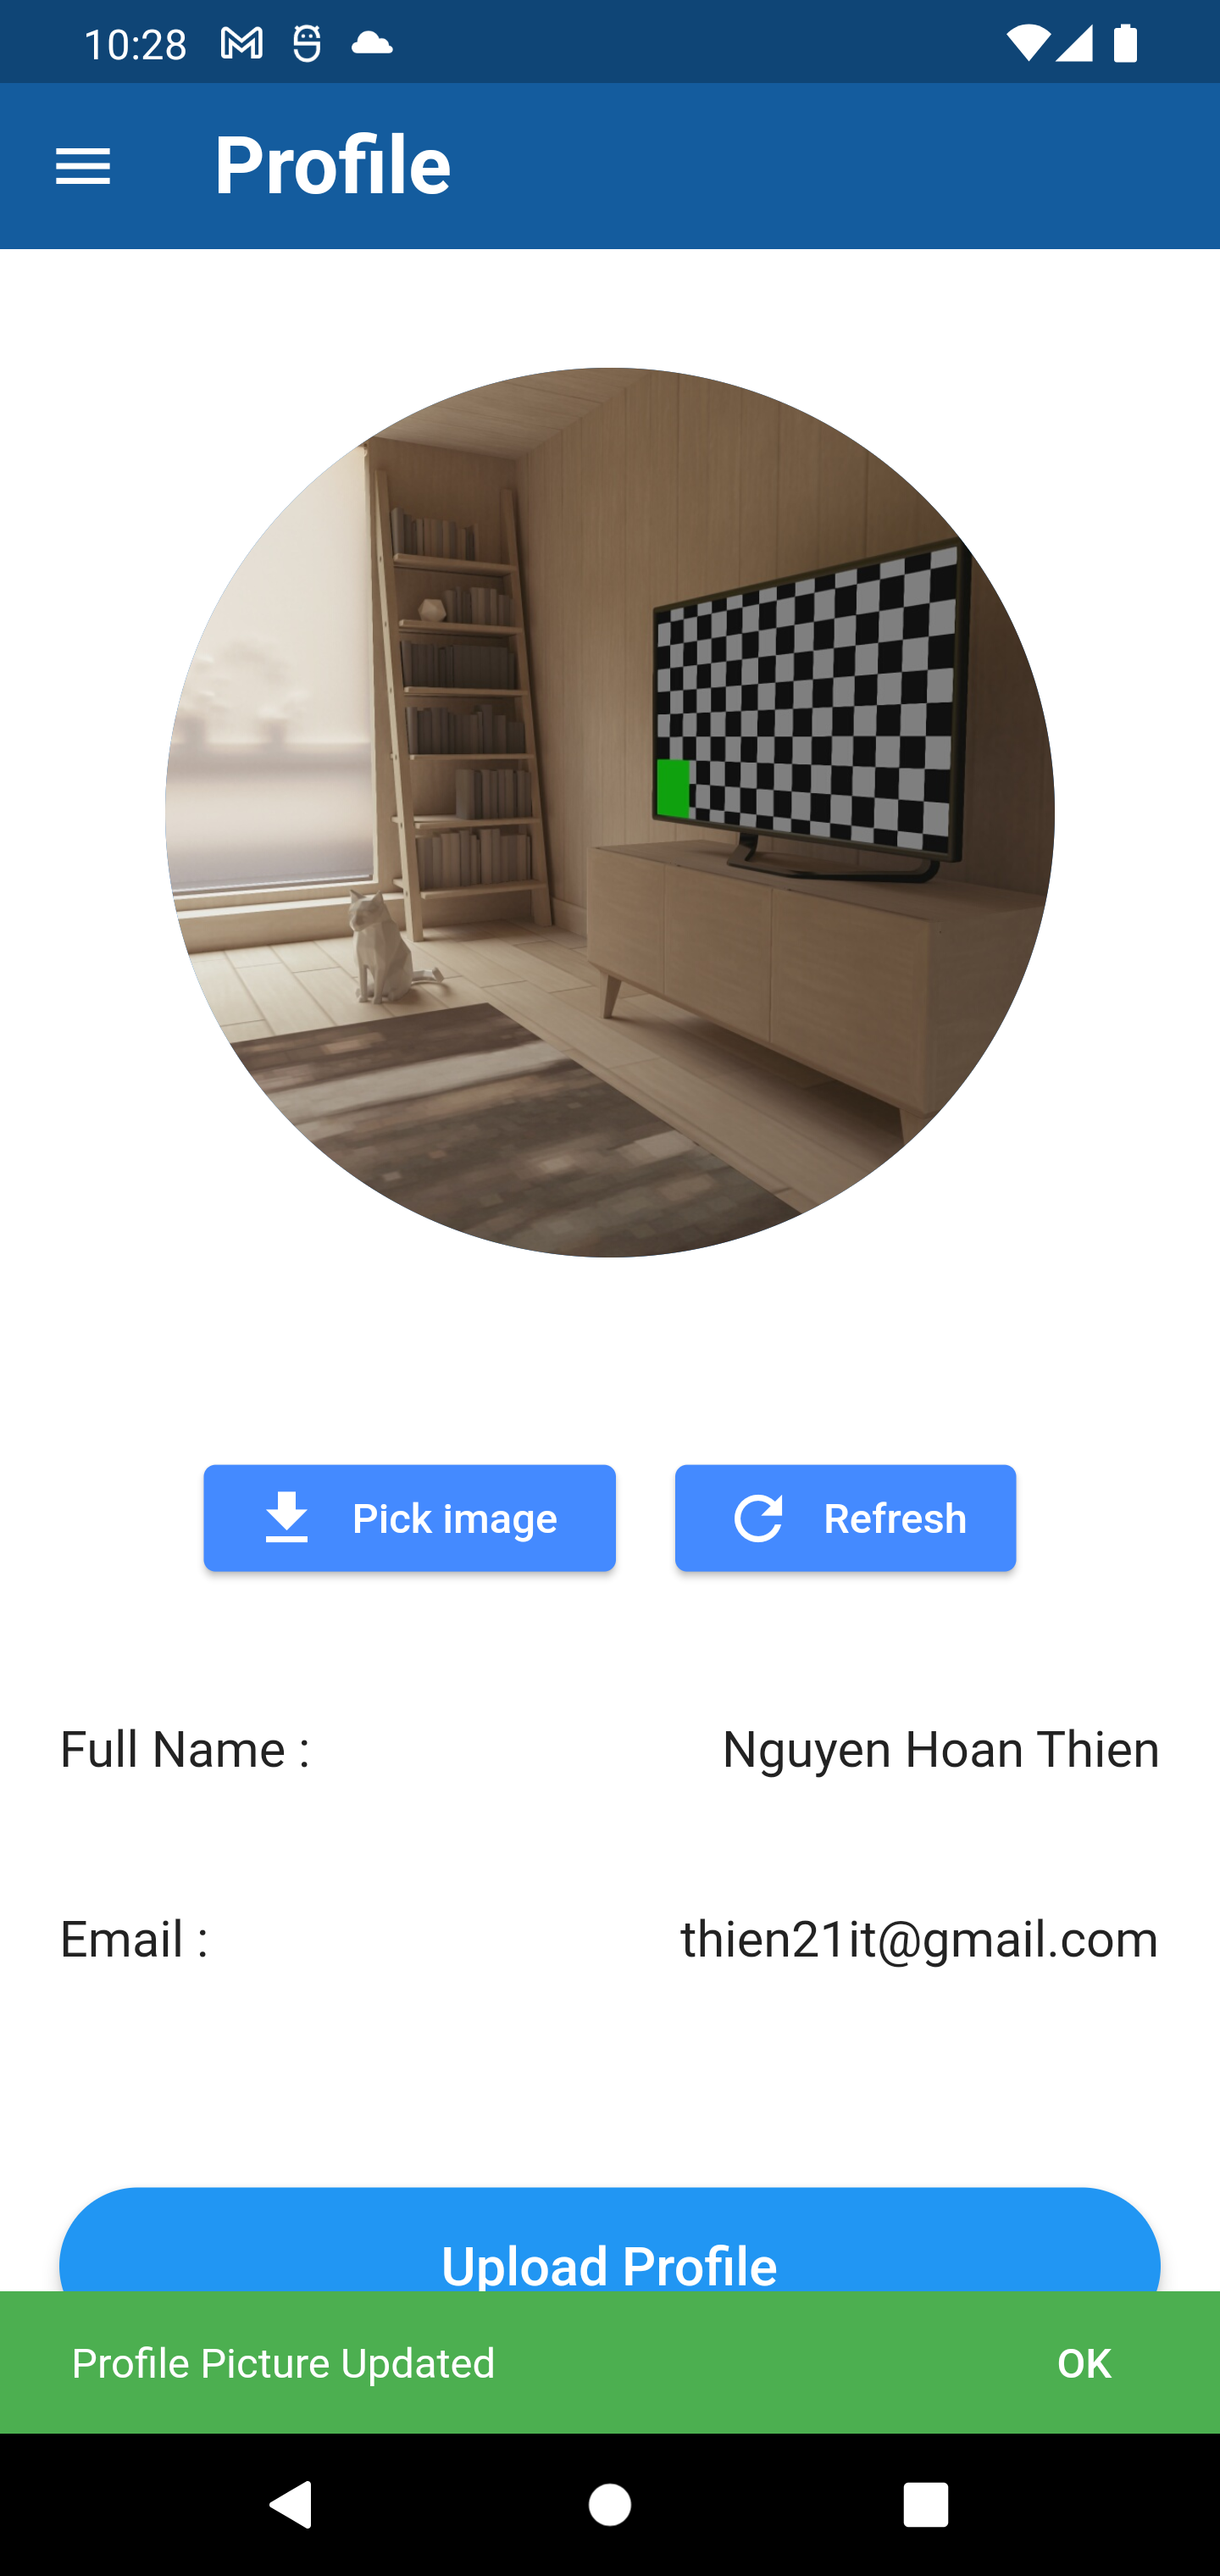 10:28
Profile
Pick image
Refresh
Full Name :
Nguyen Hoan Thien
Email :
thien21it@gmail.com
Upload Profile
Profile Picture Updated
OK